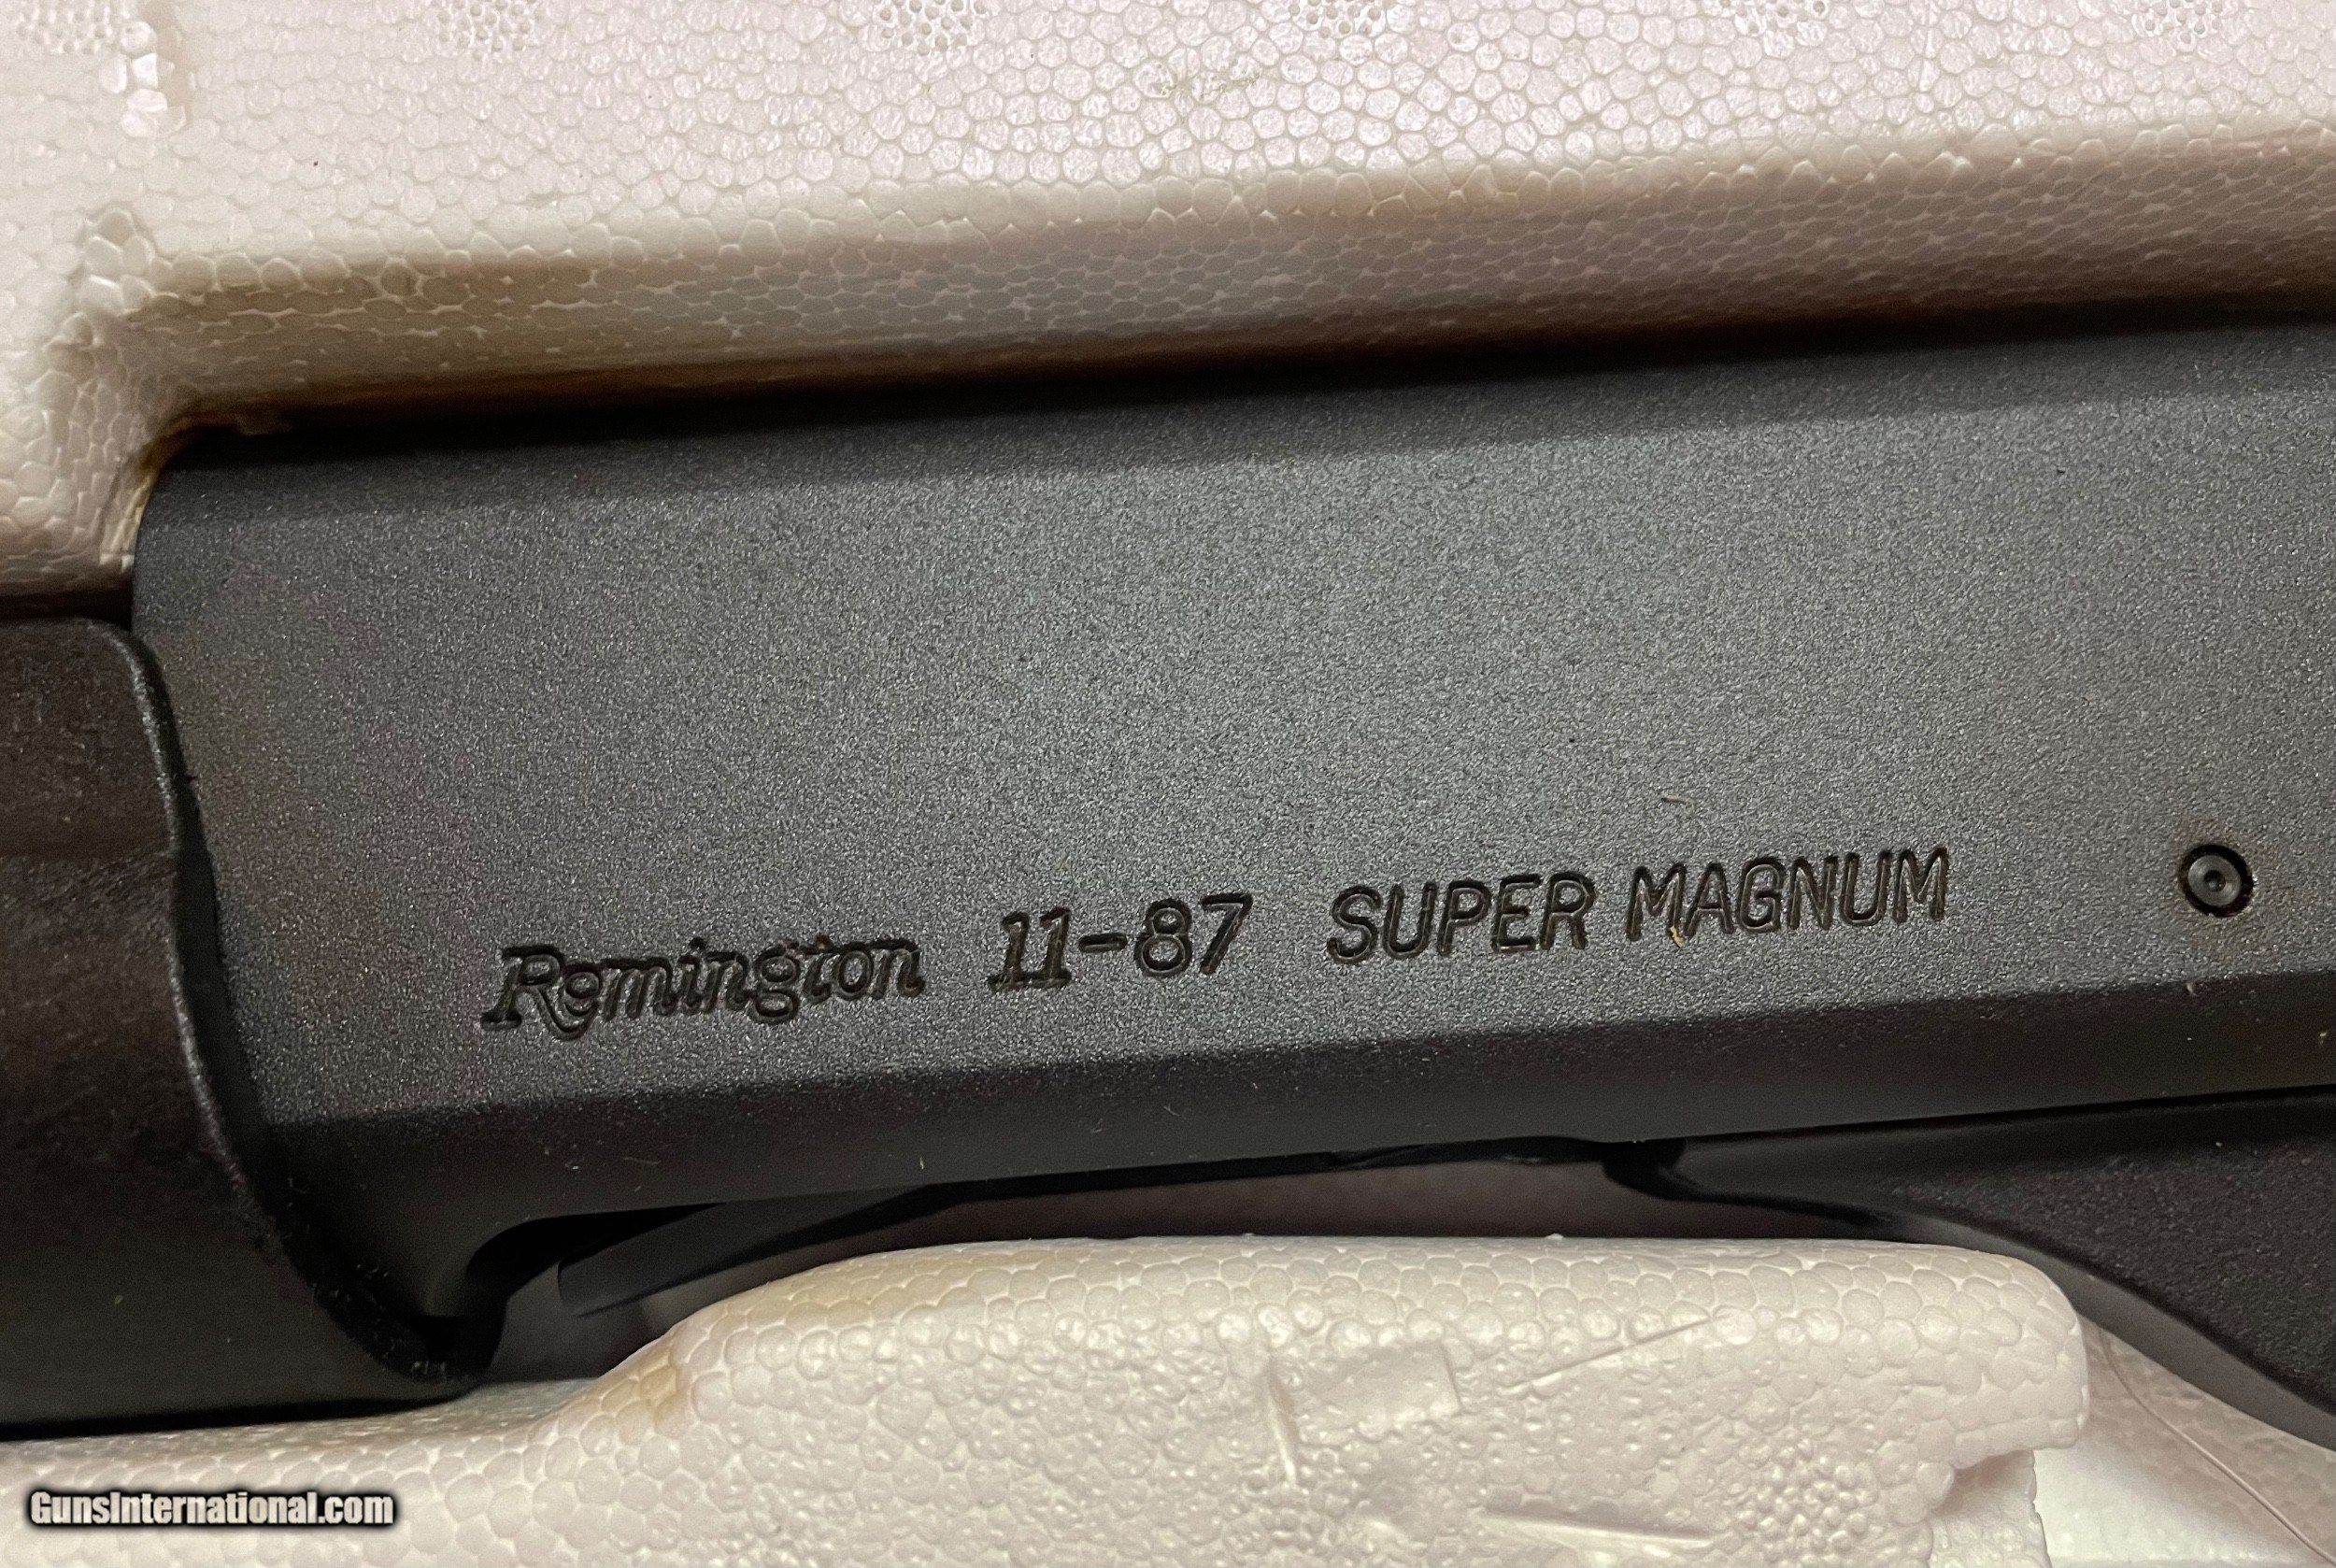 Remington 11-87 SUPER MAGNUM
GunsInternational.com